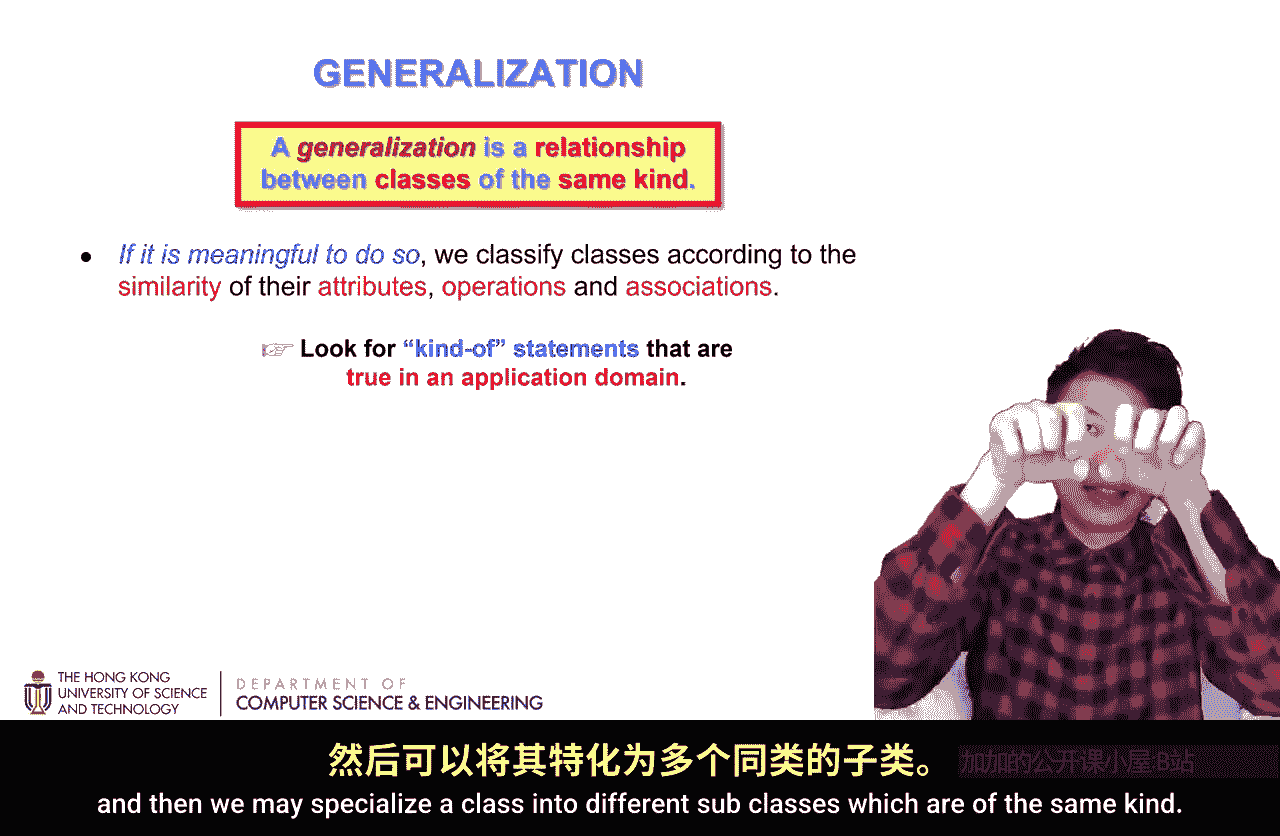 GENERALIZATION
A generalization is a relationship
between classes of the same kind.
● If it is meaningful to do so, we classify classes according to the
similarity of their attributes, operations and associations.
☞ Look for “kind-of” statements that are
true in an application domain.
THE HONG KONG
UNIVERSITY OF SCIENCE
AND TECHNOLOGY
DEPARTMENT OF
COMPUTER SCIENCE & ENGINEERING
然后可以将其特化为多个同类的子类。
加加的公开课小屋:B站
and then we may specialize a class into different sub classes which are of the same kind.